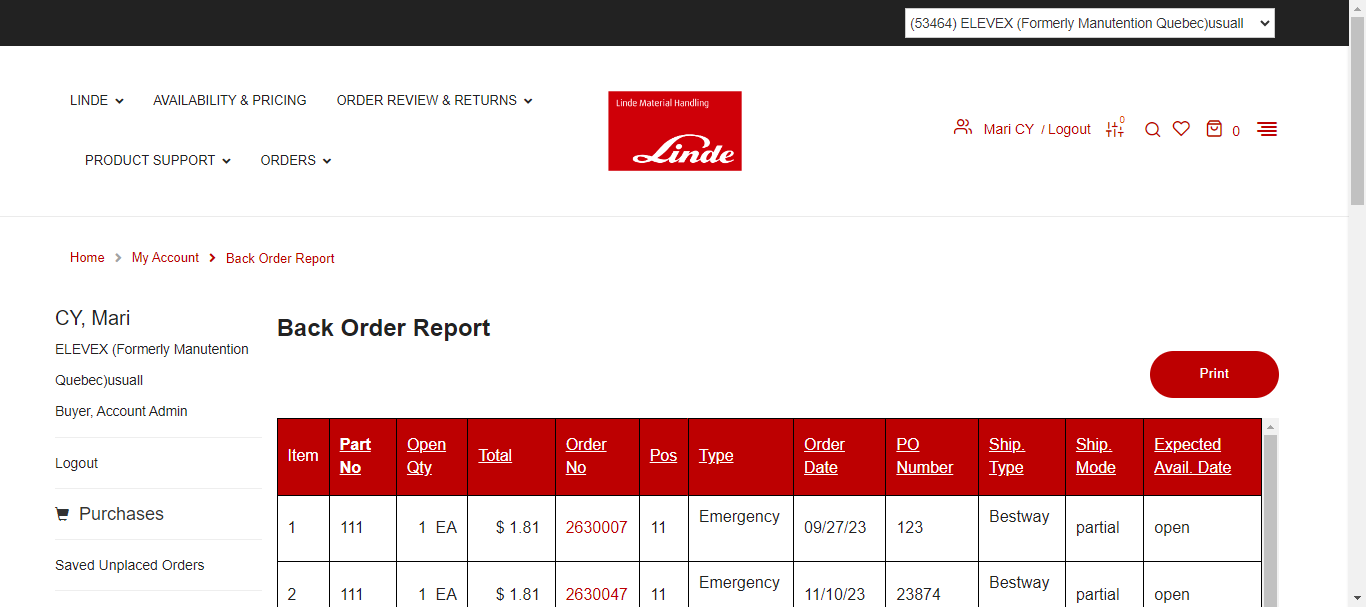 (53464) ELEVEX (Formerly Manutention Quebec)usuall
LINDE AVAILABILITY & PRICING ORDER REVIEW & RETURNS
PRODUCT SUPPORT ORDERS
Linde Material Handling
Linde
Mari CY / Logout 0 0
Home > My Account > Back Order Report
CY, Mari
ELEVEX (Formerly Manutention
Quebec)usuall
Buyer, Account Admin
Logout
Purchases
Saved Unplaced Orders
Back Order Report
Print
Item Part No Open Qty Total Order No Pos Type Order Date PO Number Ship. Type Ship. Mode Expected Avail. Date
1 111 1 EA $ 1.81 2630007 11 Emergency 09/27/23 123 Bestway partial open
2 111 1 EA $ 1.81 2630047 11 Emergency 11/10/23 23874 Bestway partial open